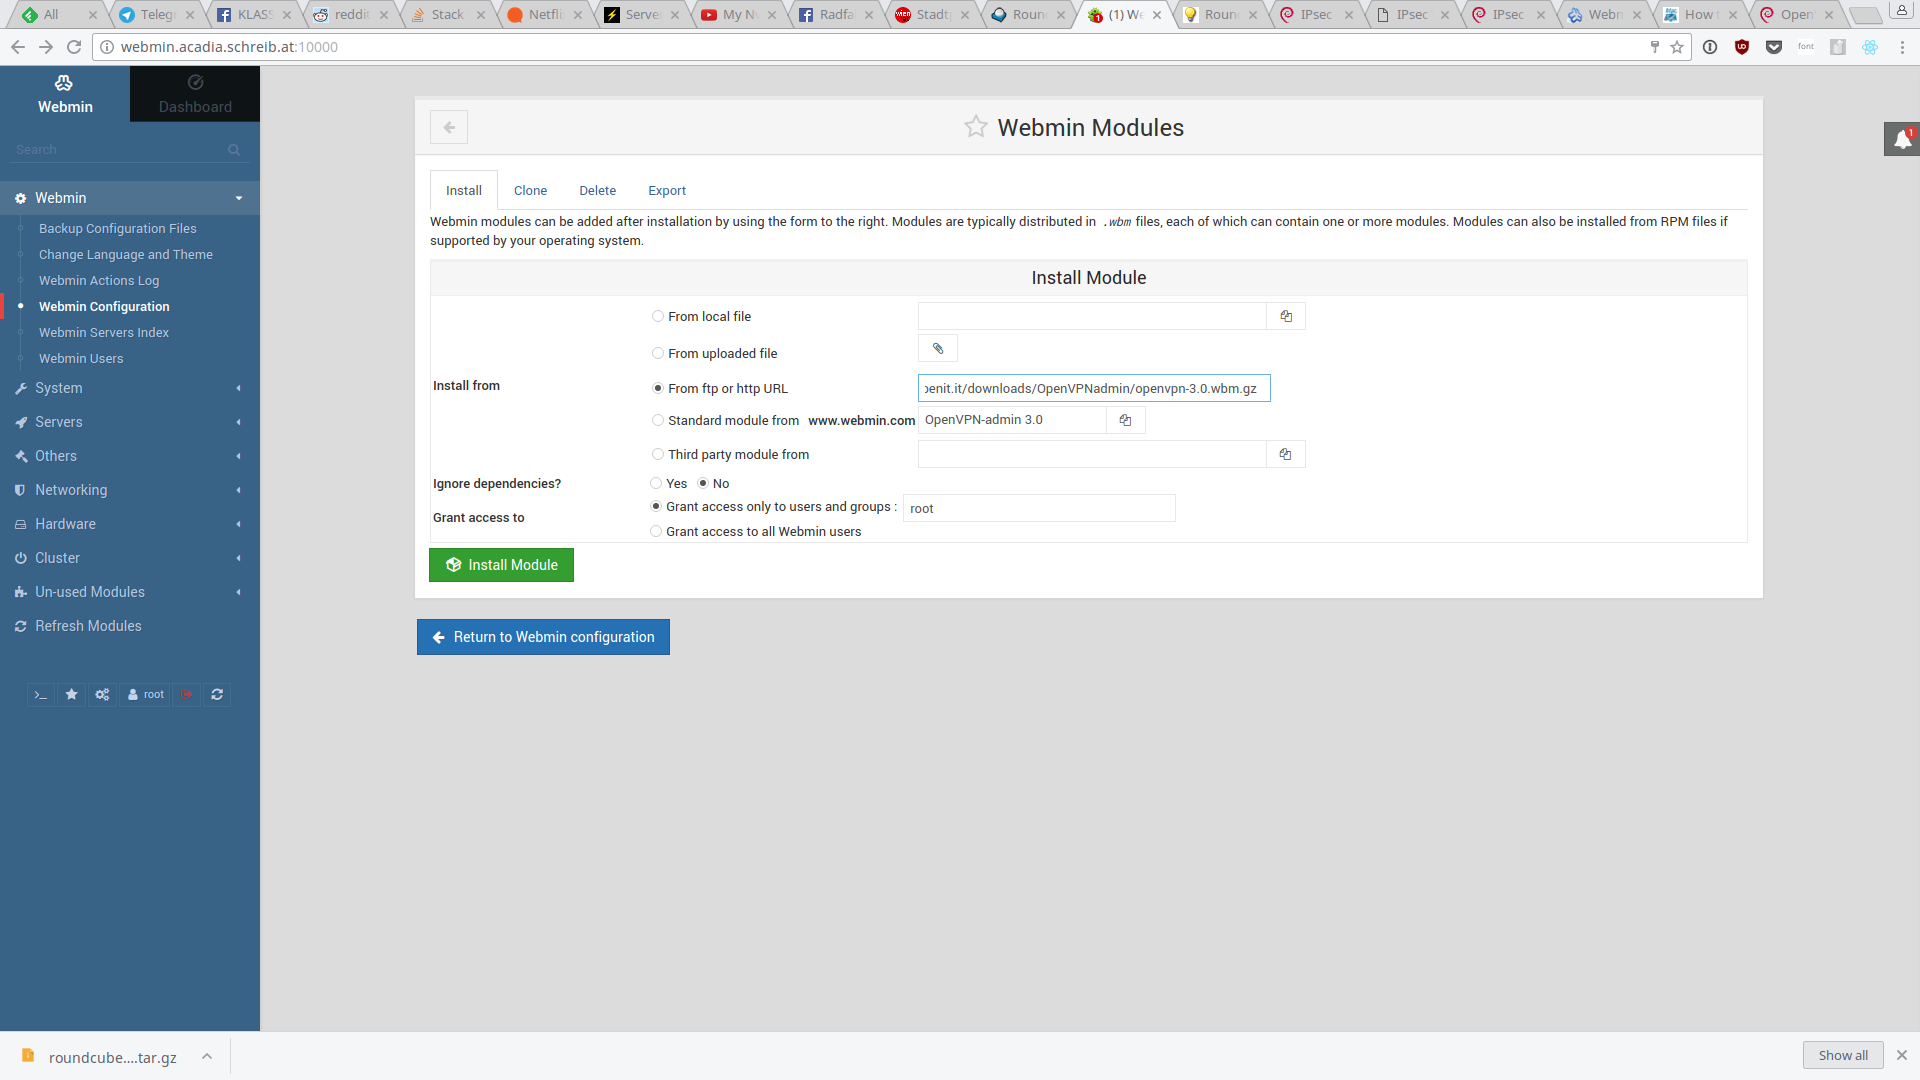 All
Telegr
KLASS
reddit
Stack
Netfli
Server
My Nv
Radfa
Stadt
Round
(1) We
Round
IPsec
IPsec
IPsec
Webm
How t
Open
webmin.acadia.schreib.at:10000
font
Webmin
Dashboard
Search
Webmin
Backup Configuration Files
Change Language and Theme
Webmin Actions Log
Webmin Configuration
Webmin Servers Index
Webmin Users
System
Servers
Others
Networking
Hardware
Cluster
Un-used Modules
Refresh Modules
root
Webmin Modules
1
Install Clone Delete Export
Webmin modules can be added after installation by using the form to the right. Modules are typically distributed in .wbm files, each of which can contain one or more modules. Modules can also be installed from RPM files if
supported by your operating system.
Install Module
Install from
From local file
From uploaded file
From ftp or http URL enit.it/downloads/OpenVPNadmin/openvpn-3.0.wbm.gz
Standard module from www.webmin.com OpenVPN-admin 3.0
Third party module from
Ignore dependencies? Yes No
Grant access to
Grant access only to users and groups : root
Grant access to all Webmin users
Install Module
Return to Webmin configuration
roundcube....tar.gz
Show all